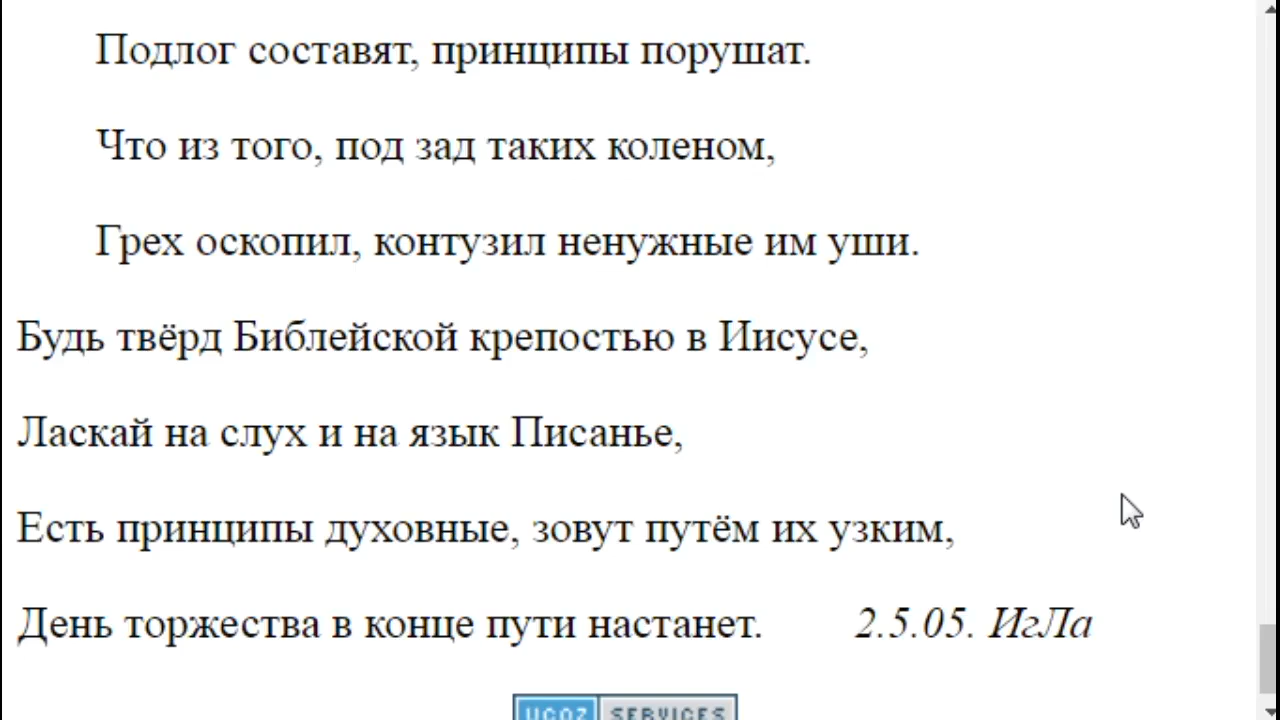 Подлог составят, принципы порушат.
Что из того, под зад таких коленом,
Грех оскопил, контузил ненужные им уши.
Будь твёрд Библейской крепостью в Иисусе,
Ласкай на слух и на язык Писанье,
Есть принципы духовные, зовут путём их узким,
День торжества в конце пути настанет. 2.5.05. ИгЛа
UCOZ SERVICES